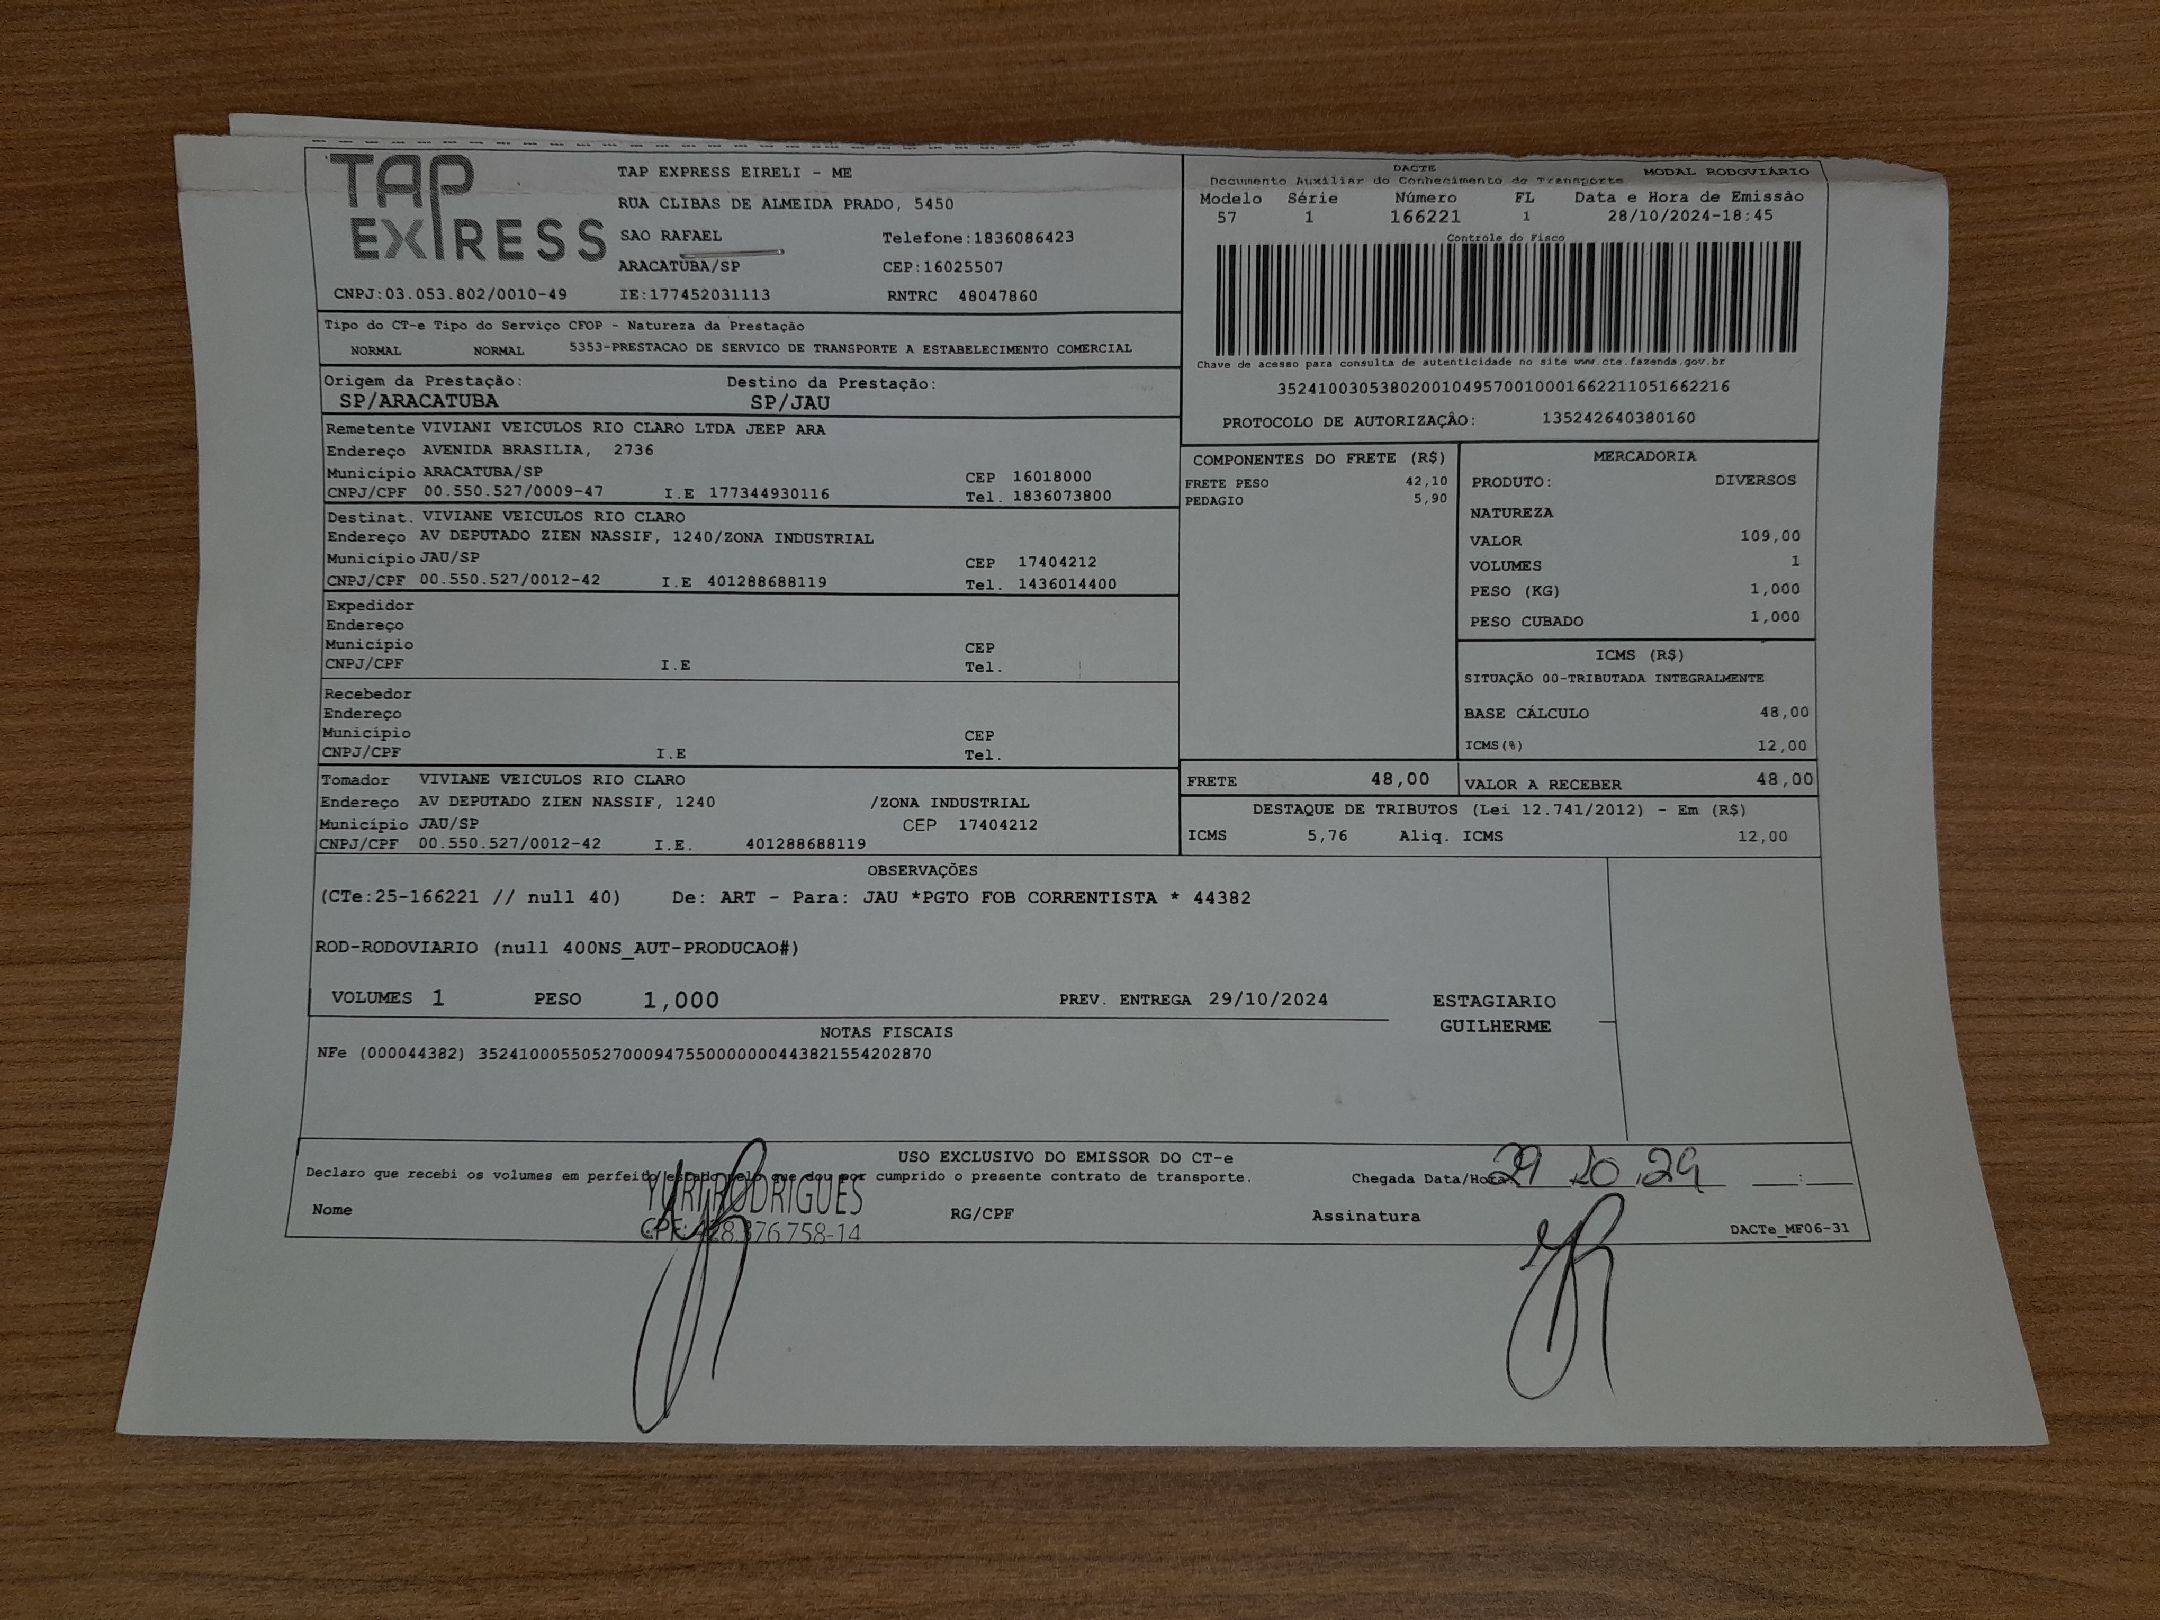 TAP
EXPRESS
TAP EXPRESS EIRELI - ME
RUA CLIBAS DE ALMEIDA PRADO, 5450
SAO RAFAEL Telefone:1836086423
ARACATUBA/SP CEP:16025507
CNPJ:03.053.802/0010-49 IE:177452031113 RNTRC 48047860
DACTE
Documento Auxiliar do Conhecimento de Transporte MODAL RODOVIÁRIO
Modelo Série Número FL Data e Hora de Emissão
57 1 166221 1 28/10/2024-18:45
Controle do Fisco
Chave de acesso para consulta de autenticidade no site www.cte.fazenda.gov.br
35241003053802001049570010001662211051662216
PROTOCOLO DE AUTORIZAÇÃO: 135242640380160
Tipo do CT-e Tipo do Serviço CFOP - Natureza da Prestação
NORMAL NORMAL 5353-PRESTACAO DE SERVICO DE TRANSPORTE A ESTABELECIMENTO COMERCIAL
Origem da Prestação: Destino da Prestação:
SP/ARACATUBA SP/JAU
Remetente VIVIANI VEICULOS RIO CLARO LTDA JEEP ARA
Endereço AVENIDA BRASILIA, 2736
Município ARACATUBA/SP CEP 16018000
CNPJ/CPF 00.550.527/0009-47 I.E 177344930116 Tel. 1836073800
Destinat. VIVIANE VEICULOS RIO CLARO
Endereço AV DEPUTADO ZIEN NASSIF, 1240/ZONA INDUSTRIAL
Município JAU/SP CEP 17404212
CNPJ/CPF 00.550.527/0012-42 I.E 401288688119 Tel. 1436014400
Expedidor
Endereço
Município CEP
CNPJ/CPF I.E Tel.
Recebedor
Endereço
Município CEP
CNPJ/CPF I.E Tel.
Tomador VIVIANE VEICULOS RIO CLARO
Endereço AV DEPUTADO ZIEN NASSIF, 1240 /ZONA INDUSTRIAL
Município JAU/SP CEP 17404212
CNPJ/CPF 00.550.527/0012-42 I.E. 401288688119
COMPONENTES DO FRETE (R$)
FRETE PESO 42,10
PEDAGIO 5,90
MERCADORIA
PRODUTO: DIVERSOS
NATUREZA
VALOR 109,00
VOLUMES 1
PESO (KG) 1,000
PESO CUBADO 1,000
ICMS (R$)
SITUAÇÃO 00-TRIBUTADA INTEGRALMENTE
BASE CÁLCULO 48,00
ICMS(%) 12,00
FRETE 48,00 VALOR A RECEBER 48,00
DESTAQUE DE TRIBUTOS (Lei 12.741/2012) - Em (R$)
ICMS 5,76 Aliq. ICMS 12,00
OBSERVAÇÕES
(CTe:25-166221 // null 40) De: ART - Para: JAU *PGTO FOB CORRENTISTA * 44382
ROD-RODOVIARIO (null 400NS_AUT-PRODUCAO#)
VOLUMES 1 PESO 1,000 PREV. ENTREGA 29/10/2024 ESTAGIARIO
GUILHERME
NOTAS FISCAIS
NFe (000044382) 35241000550527000947550000000443821554202870
USO EXCLUSIVO DO EMISSOR DO CT-e
Declaro que recebi os volumes em perfeito estado pelo que dou por cumprido o presente contrato de transporte. Chegada Data/Hora 29 10 24 :
YURI RODRIGUES
Nome RG/CPF Assinatura
CPF: 428.376.758-14
DACTe_MF06-31